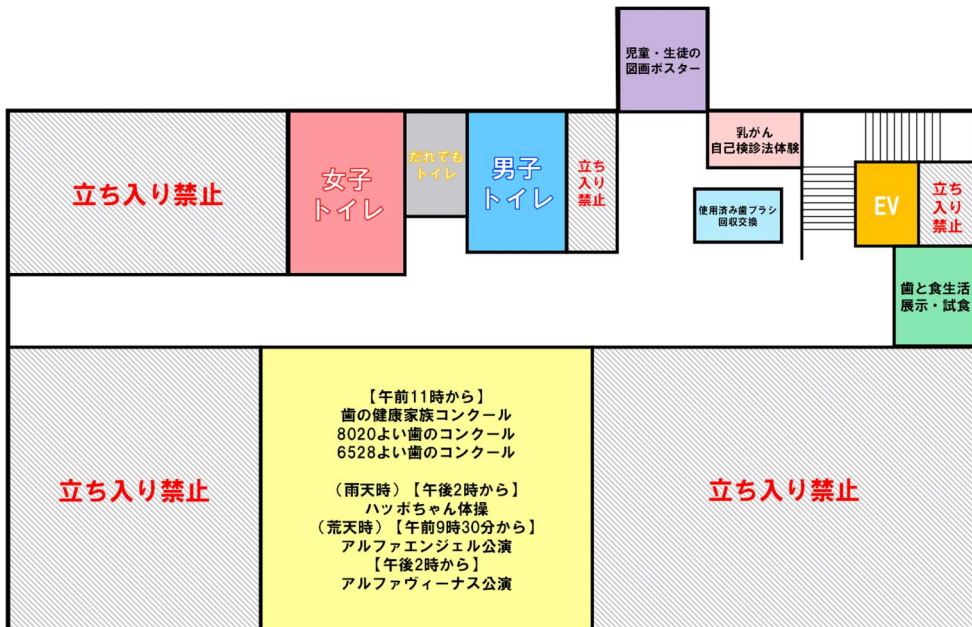 児童・生徒の
図画ポスター
立ち入り禁止
女子
トイレ
だれでも
トイレ
男子
トイレ
立ち
入り
禁止
乳がん
自己検診法体験
使用済み歯ブラシ
回収交換
EV
立ち
入り
禁止
歯と食生活
展示・試食
立ち入り禁止
【午前11時から】
歯の健康家族コンクール
8020よい歯のコンクール
6528よい歯のコンクール
（雨天時）【午後2時から】
ハッポちゃん体操
（荒天時）【午前9時30分から】
アルファエンジェル公演
【午後2時から】
アルファヴィーナス公演
立ち入り禁止